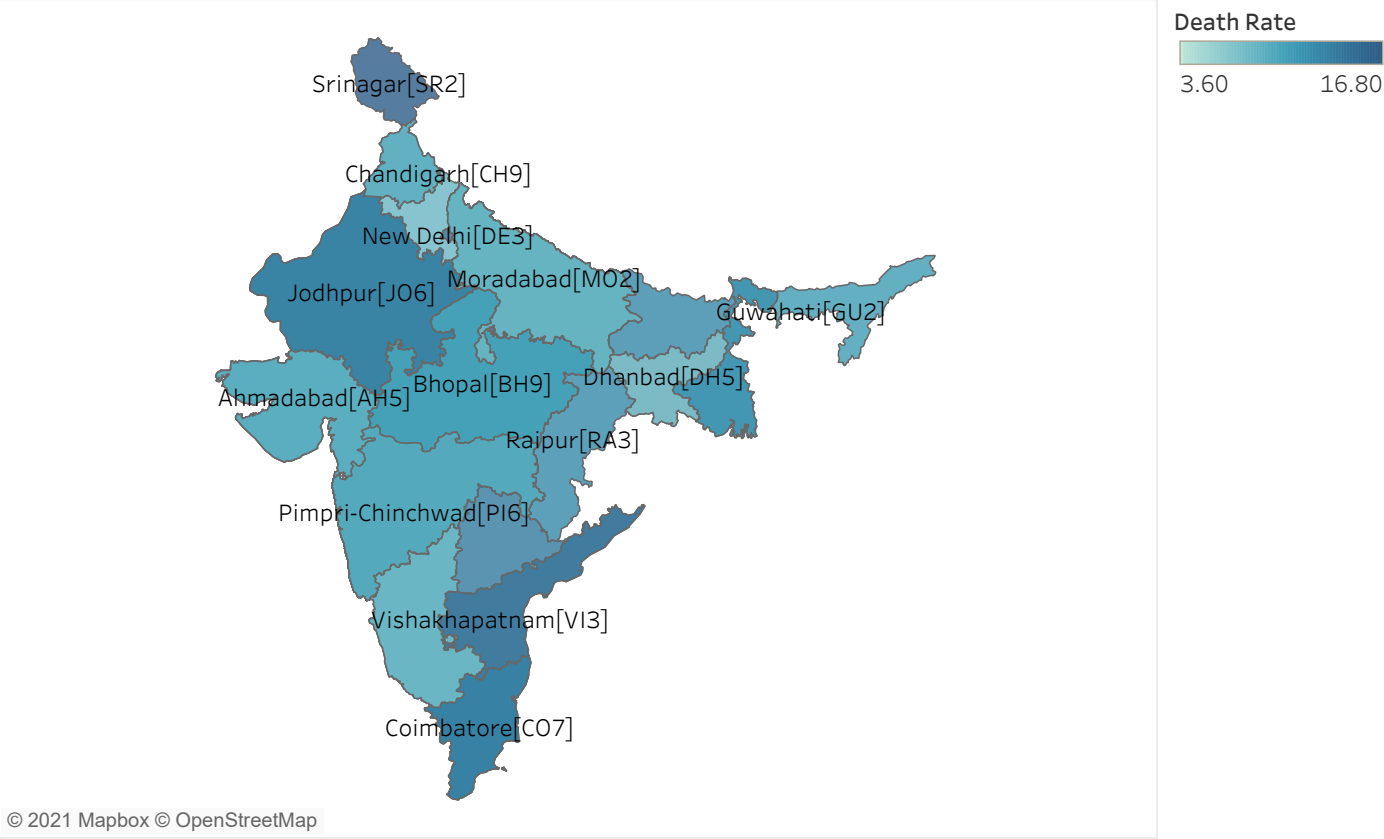 Death Rate
3.60 16.80
Srinagar[SR2]
Chandigarh[CH9]
New Delhi[DE3]
Moradabad[MO2]
Jodhpur[JO6]
Guwahati[GU2]
Dhanbad[DH5]
Bhopal[BH9]
Ahmadabad[AH5]
Raipur[RA3]
Pimpri-Chinchwad[PI6]
Vishakhapatnam[VI3]
Coimbatore[CO7]
© 2021 Mapbox © OpenStreetMap